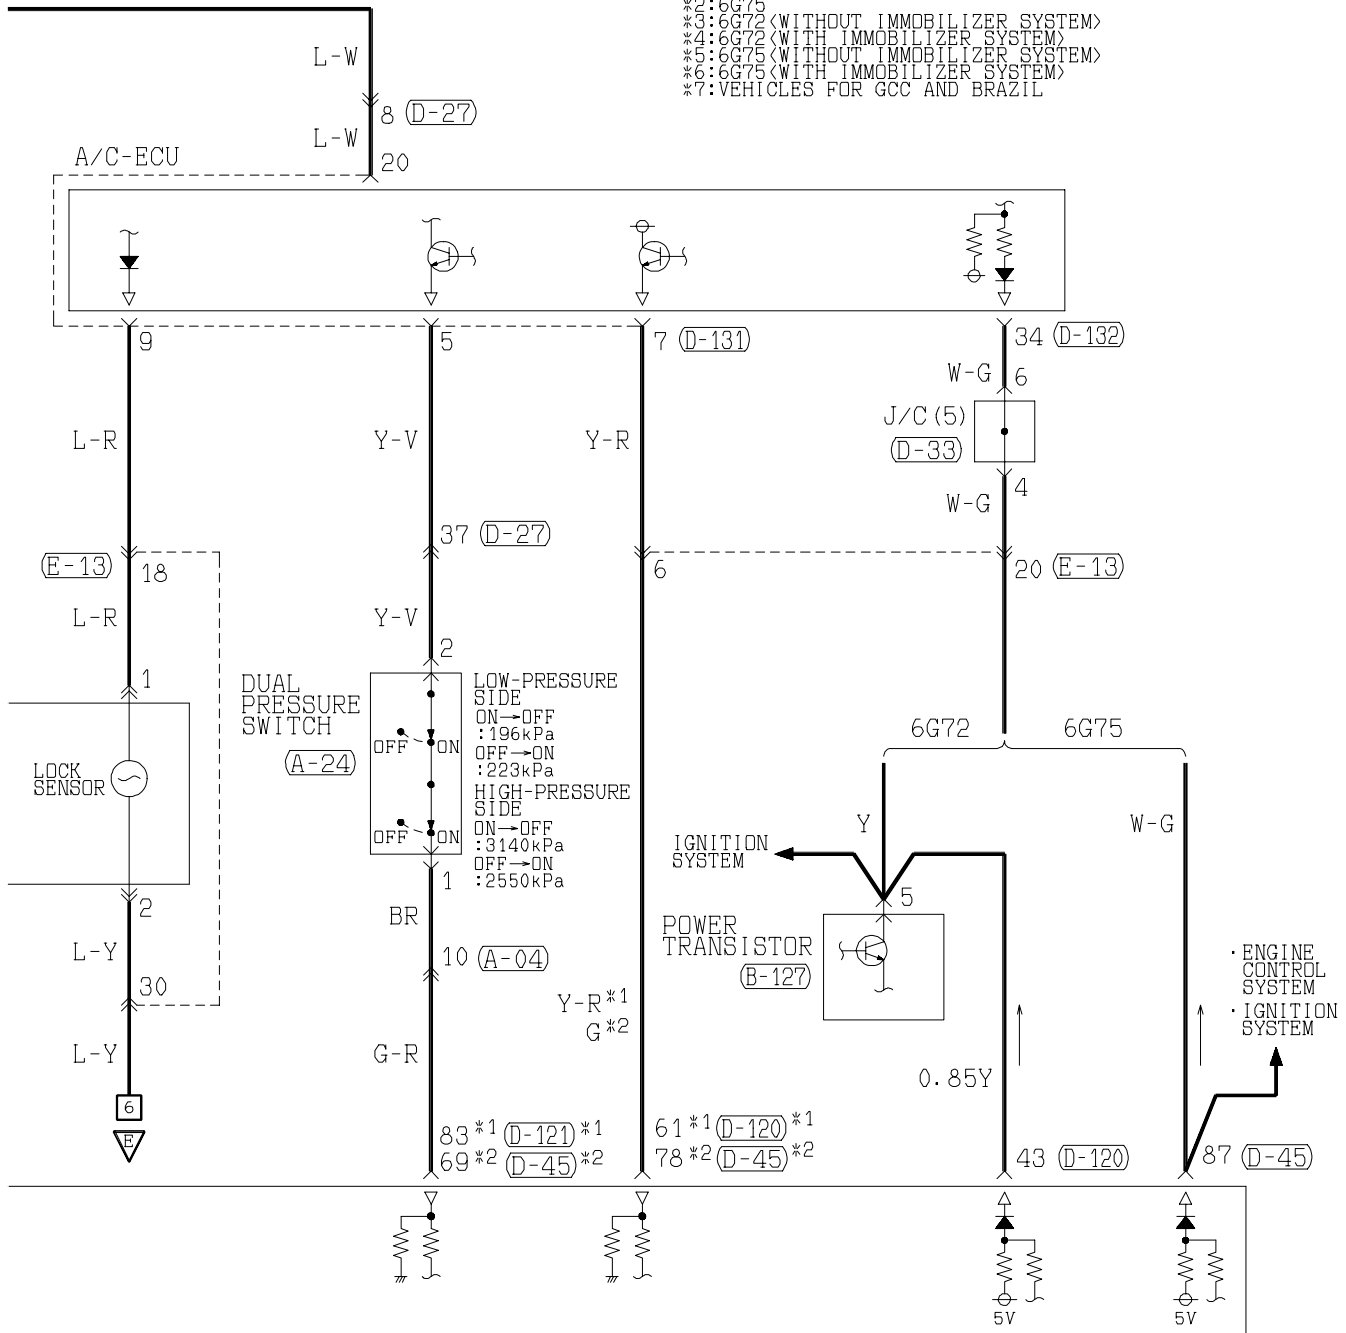 *2:6G75
*3:6G72<WITHOUT IMMOBILIZER SYSTEM>
*4:6G72<WITH IMMOBILIZER SYSTEM>
*5:6G75<WITHOUT IMMOBILIZER SYSTEM>
*6:6G75<WITH IMMOBILIZER SYSTEM>
*7:VEHICLES FOR GCC AND BRAZIL
L-W
8 (D-27)
L-W
A/C-ECU
20
9
5
7 (D-131)
34 (D-132)
W-G
6
J/C(5)
(D-33)
L-R
Y-V
Y-R
4
W-G
37 (D-27)
(E-13)
18
6
20 (E-13)
L-R
Y-V
2
1
DUAL
PRESSURE
SWITCH
(A-24)
OFF
ON
OFF
ON
LOW-PRESSURE
SIDE
ON→OFF
:196kPa
OFF→ON
:223kPa
HIGH-PRESSURE
SIDE
ON→OFF
:3140kPa
OFF→ON
:2550kPa
6G72
6G75
LOCK
SENSOR
Y
W-G
IGNITION
SYSTEM
2
1
5
BR
POWER
TRANSISTOR
(B-127)
L-Y
10 (A-04)
30
· ENGINE
CONTROL
SYSTEM
· IGNITION
SYSTEM
Y-R*1
G*2
L-Y
G-R
0.85Y
6
E
83*1 (D-121)*1
69*2 (D-45)*2
61*1 (D-120)*1
78*2 (D-45)*2
43 (D-120)
87 (D-45)
5V
5V